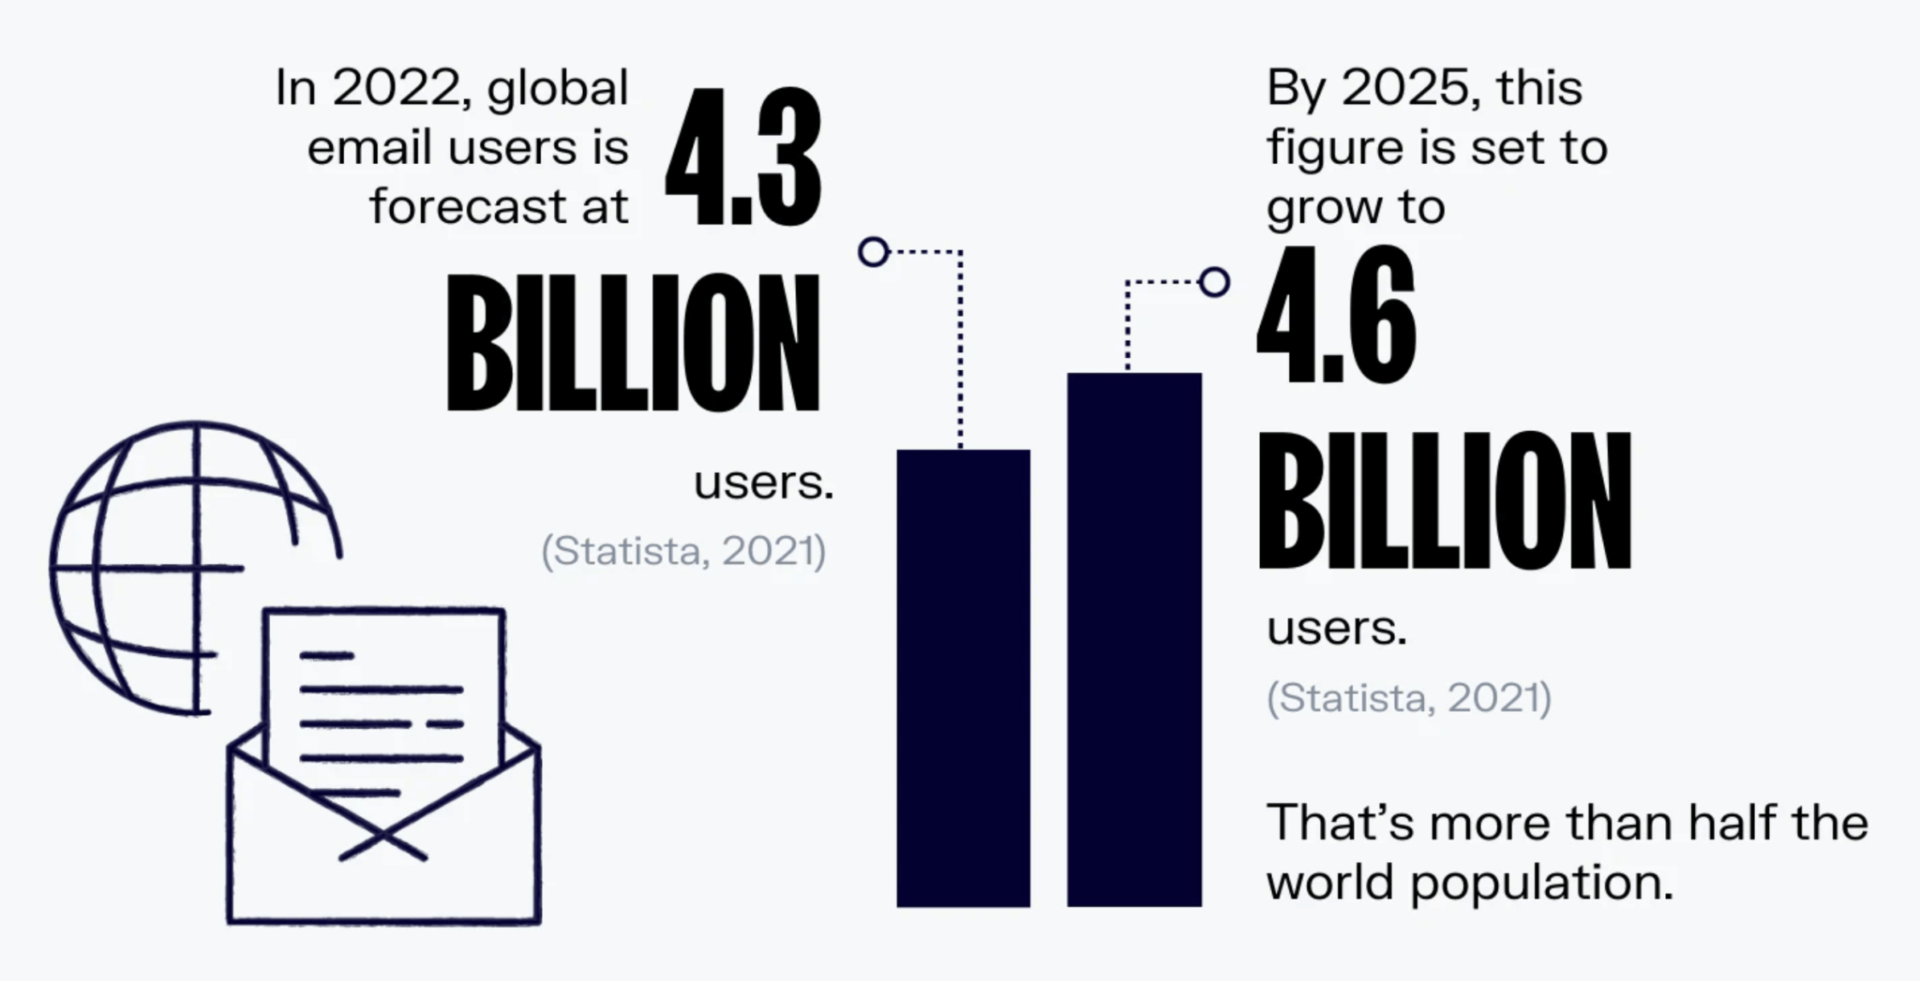 In 2022, global
email users is
forecast at
4.3
BILLION
users.
(Statista, 2021)
By 2025, this
figure is set to
grow to
4.6
BILLION
users.
(Statista, 2021)
That’s more than half the
world population.